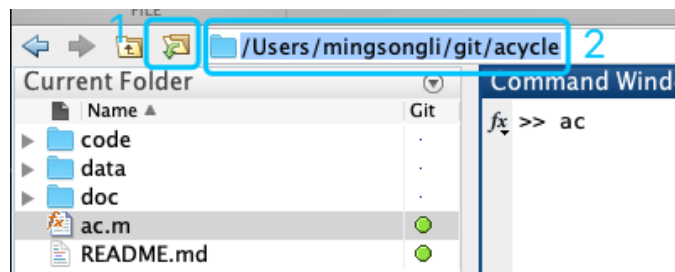 FILE
1
/Users/mingsongli/git/acycle
2
Current Folder
Command Wind
Name
Git
code
data
doc
ac.m
README.md
fx >> ac